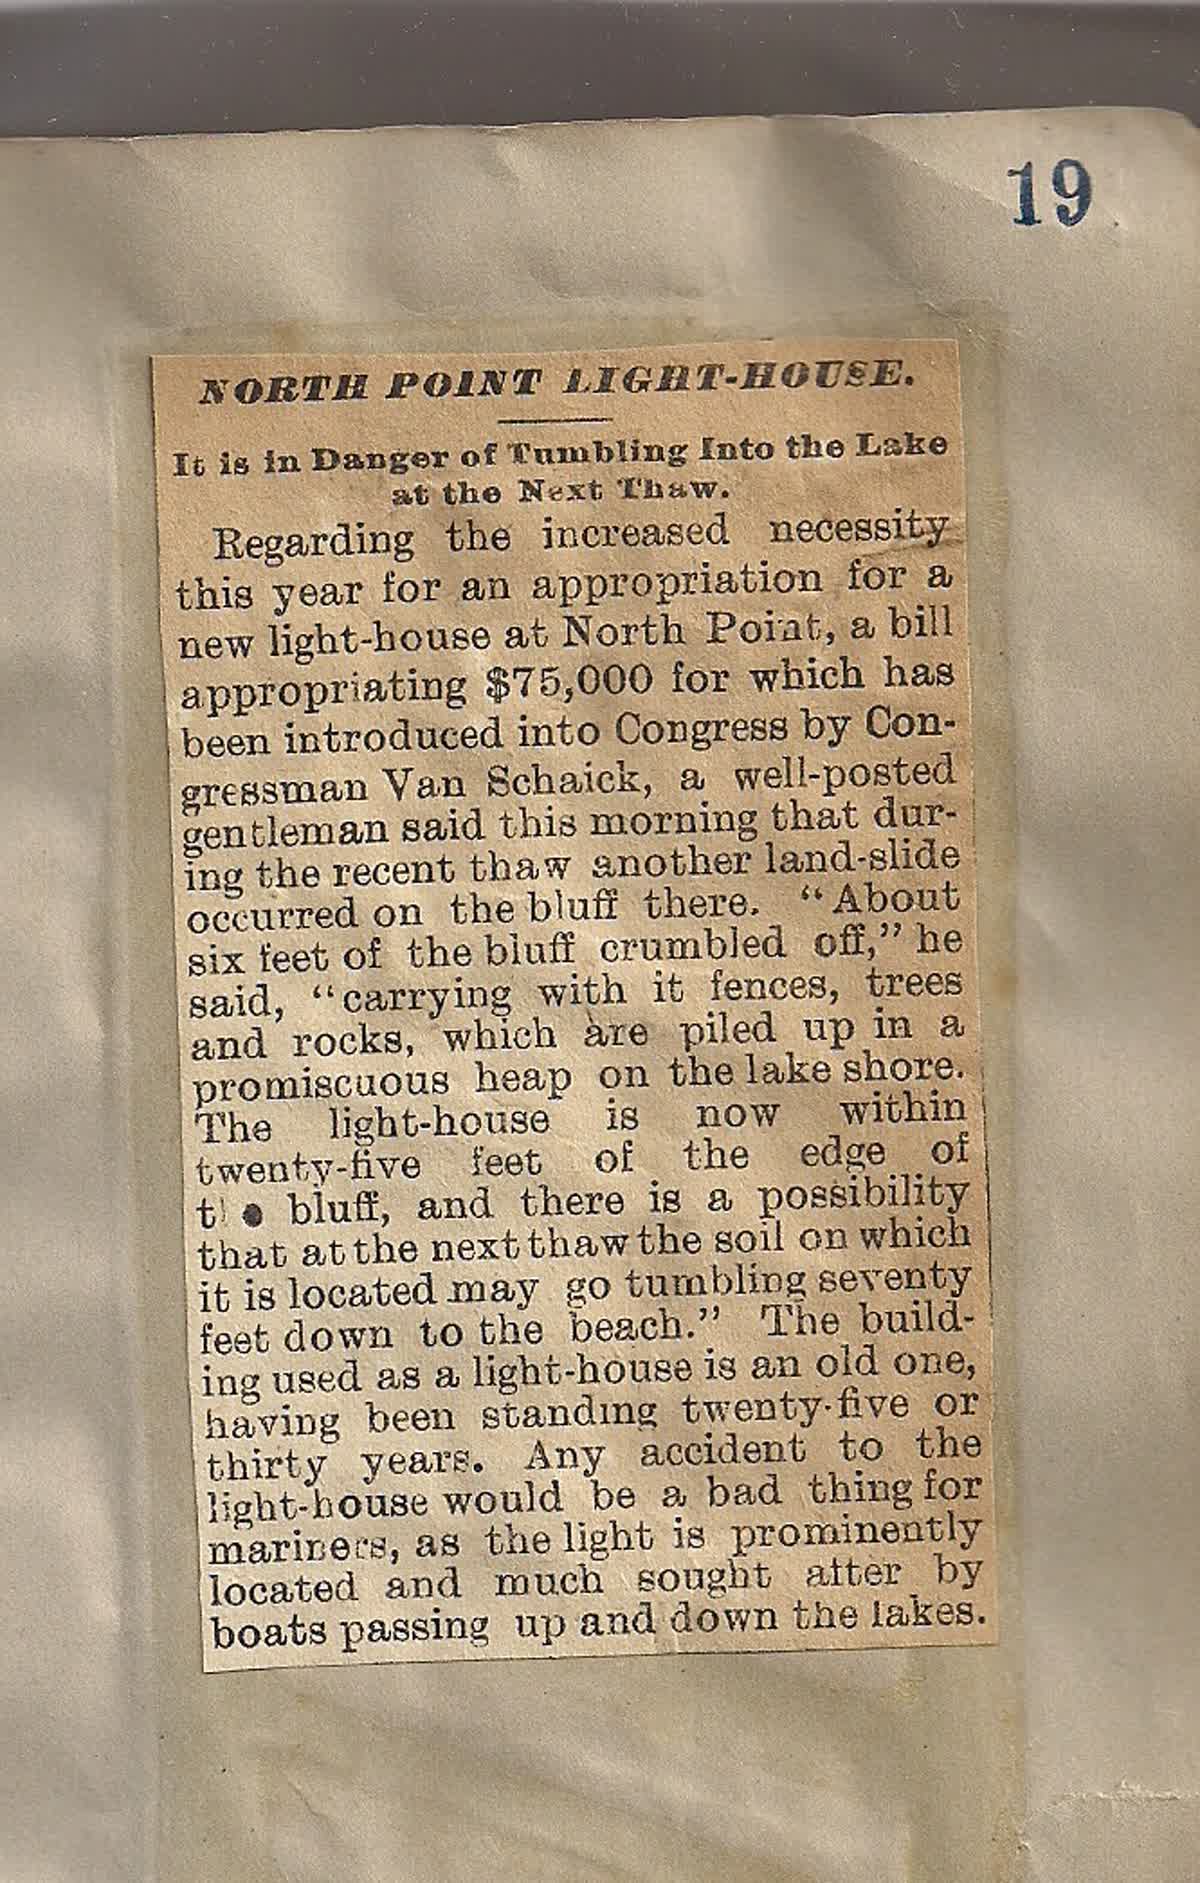 19
NORTH POINT LIGHT-HOUSE.
It is in Danger of Tumbling Into the Lake
at the Next Thaw.
Regarding the increased necessity
this year for an appropriation for a
new light-house at North Point, a bill
appropriating $75,000 for which has
been introduced into Congress by Con-
gressman Van Schaick, a well-posted
gentleman said this morning that dur-
ing the recent thaw another land-slide
occurred on the bluff there. "About
six feet of the bluff crumbled off," he
said, "carrying with it fences, trees
and rocks, which are piled up in a
promiscuous heap on the lake shore.
The light-house is now within
twenty-five feet of the edge of
the bluff, and there is a possibility
that at the next thaw the soil on which
it is located may go tumbling seventy
feet down to the beach." The build-
ing used as a light-house is an old one,
having been standing twenty-five or
thirty years. Any accident to the
light-house would be a bad thing for
mariners, as the light is prominently
located and much sought after by
boats passing up and down the lakes.